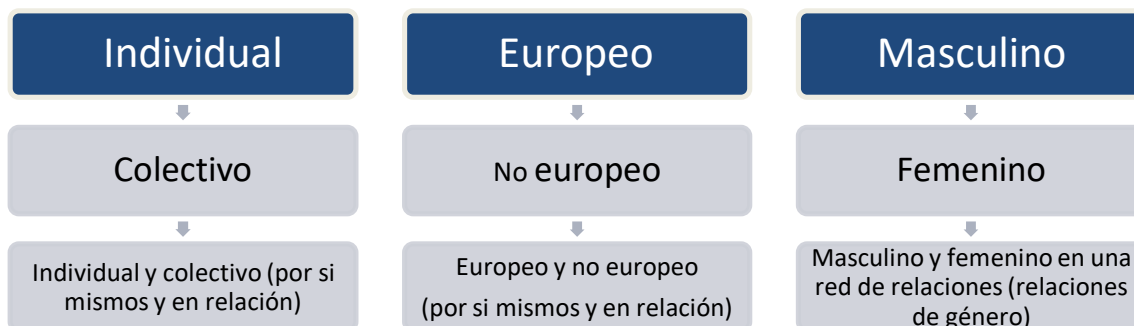 Individual
Europeo
Masculino
Colectivo
No europeo
Femenino
Individual y colectivo (por si
mismos y en relación)
Europeo y no europeo
(por si mismos y en relación)
Masculino y femenino en una
red de relaciones (relaciones
de género)